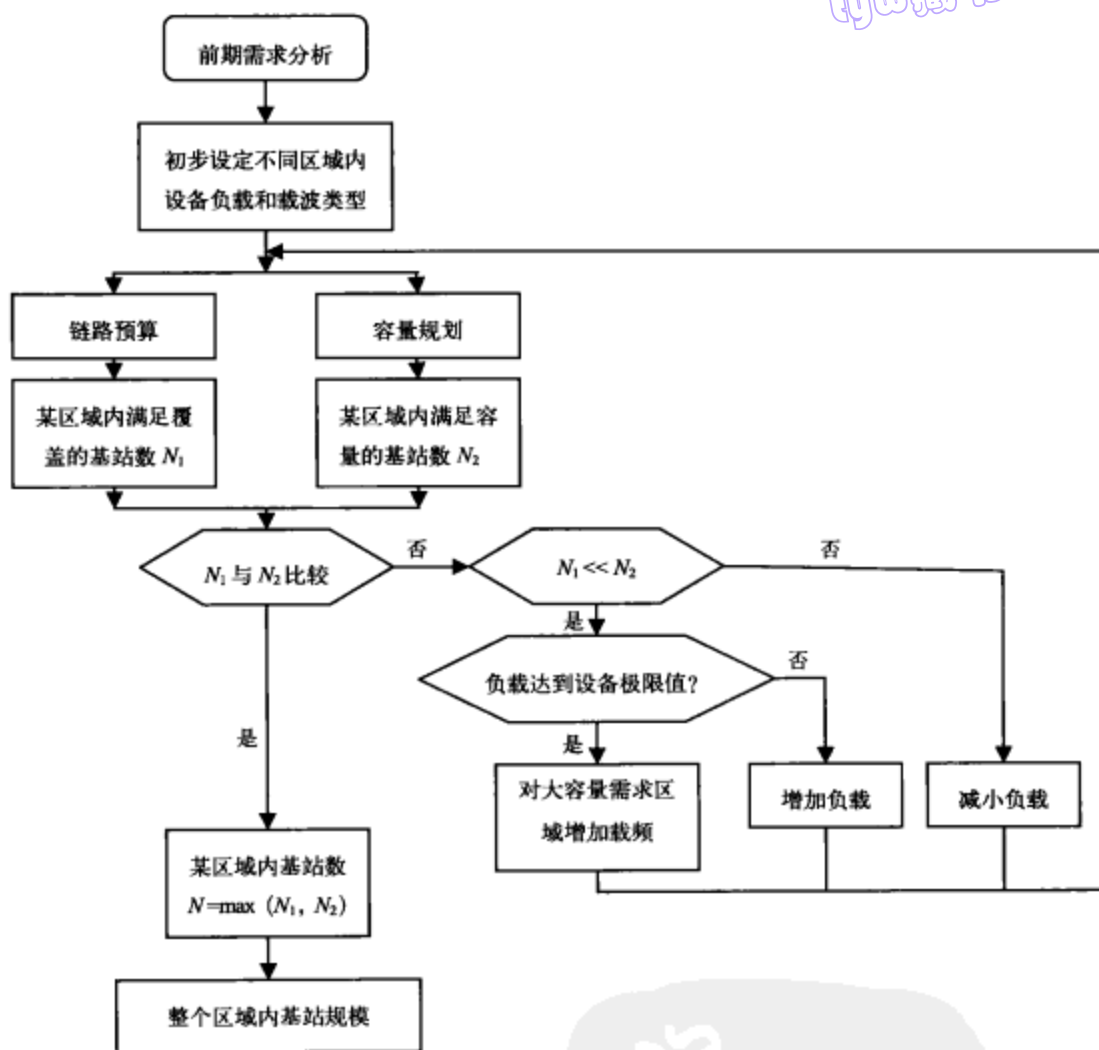 前期需求分析
初步设定不同区域内
设备负载和载波类型
链路预算
容量规划
某区域内满足覆
盖的基站数 N₁
某区域内满足容
量的基站数 N₂
N₁ 与 N₂ 比较
否
N₁<< N₂
否
是
负载达到设备极限值？
否
是
是
对大容量需求区
域增加载频
增加负载
减小负载
某区域内基站数
N=max（N₁，N₂）
整个区域内基站规模